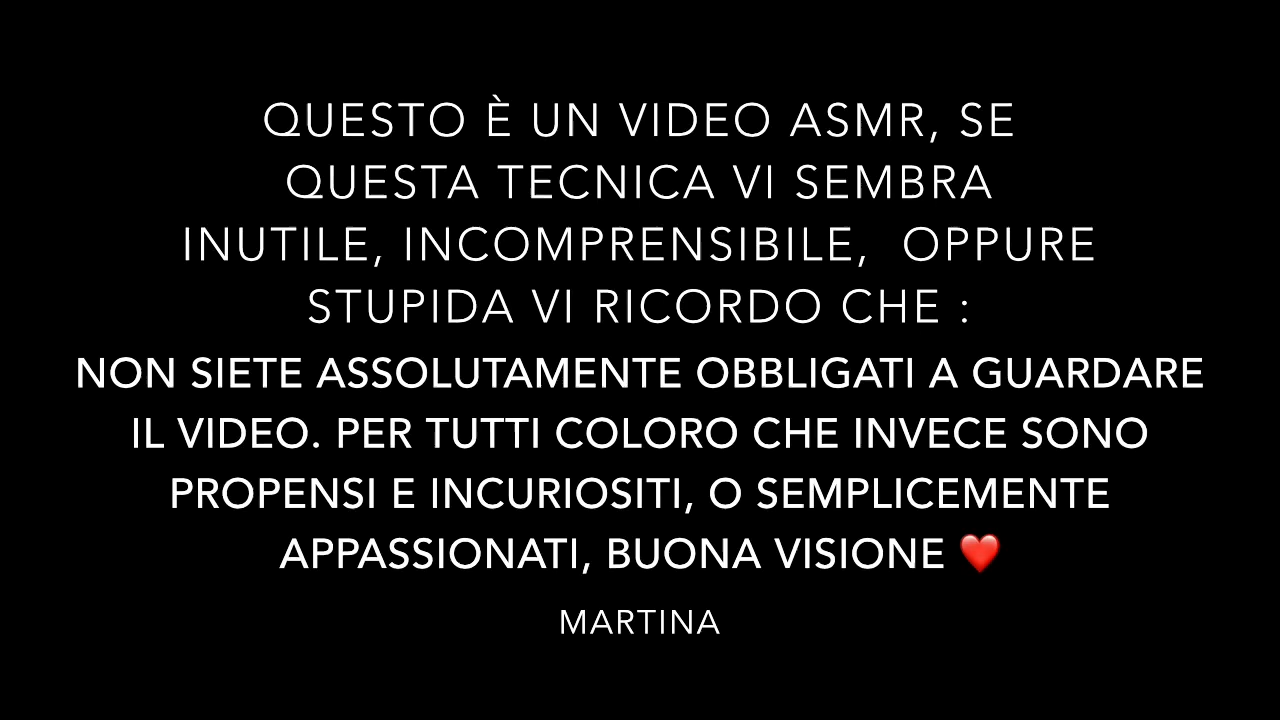 QUESTO È UN VIDEO ASMR, SE
QUESTA TECNICA VI SEMBRA
INUTILE, INCOMPRENSIBILE,  OPPURE
STUPIDA VI RICORDO CHE :
NON SIETE ASSOLUTAMENTE OBBLIGATI A GUARDARE
IL VIDEO. PER TUTTI COLORO CHE INVECE SONO
PROPENSI E INCURIOSITI, O SEMPLICEMENTE
APPASSIONATI, BUONA VISIONE ❤️
MARTINA